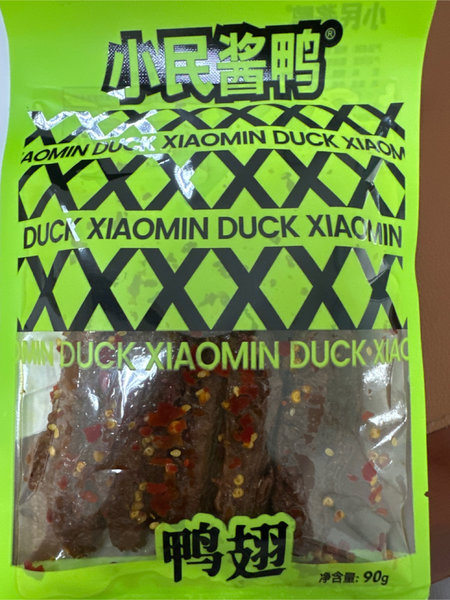 小民酱鸭®
AOMIN DUCK XIAOMIN DUCK XIAOM
DUCK XIAOMIN DUCK XIAOMIN
OMIN DUCK XIAOMIN DUCK XIAO
鸭翅
净含量: 90g